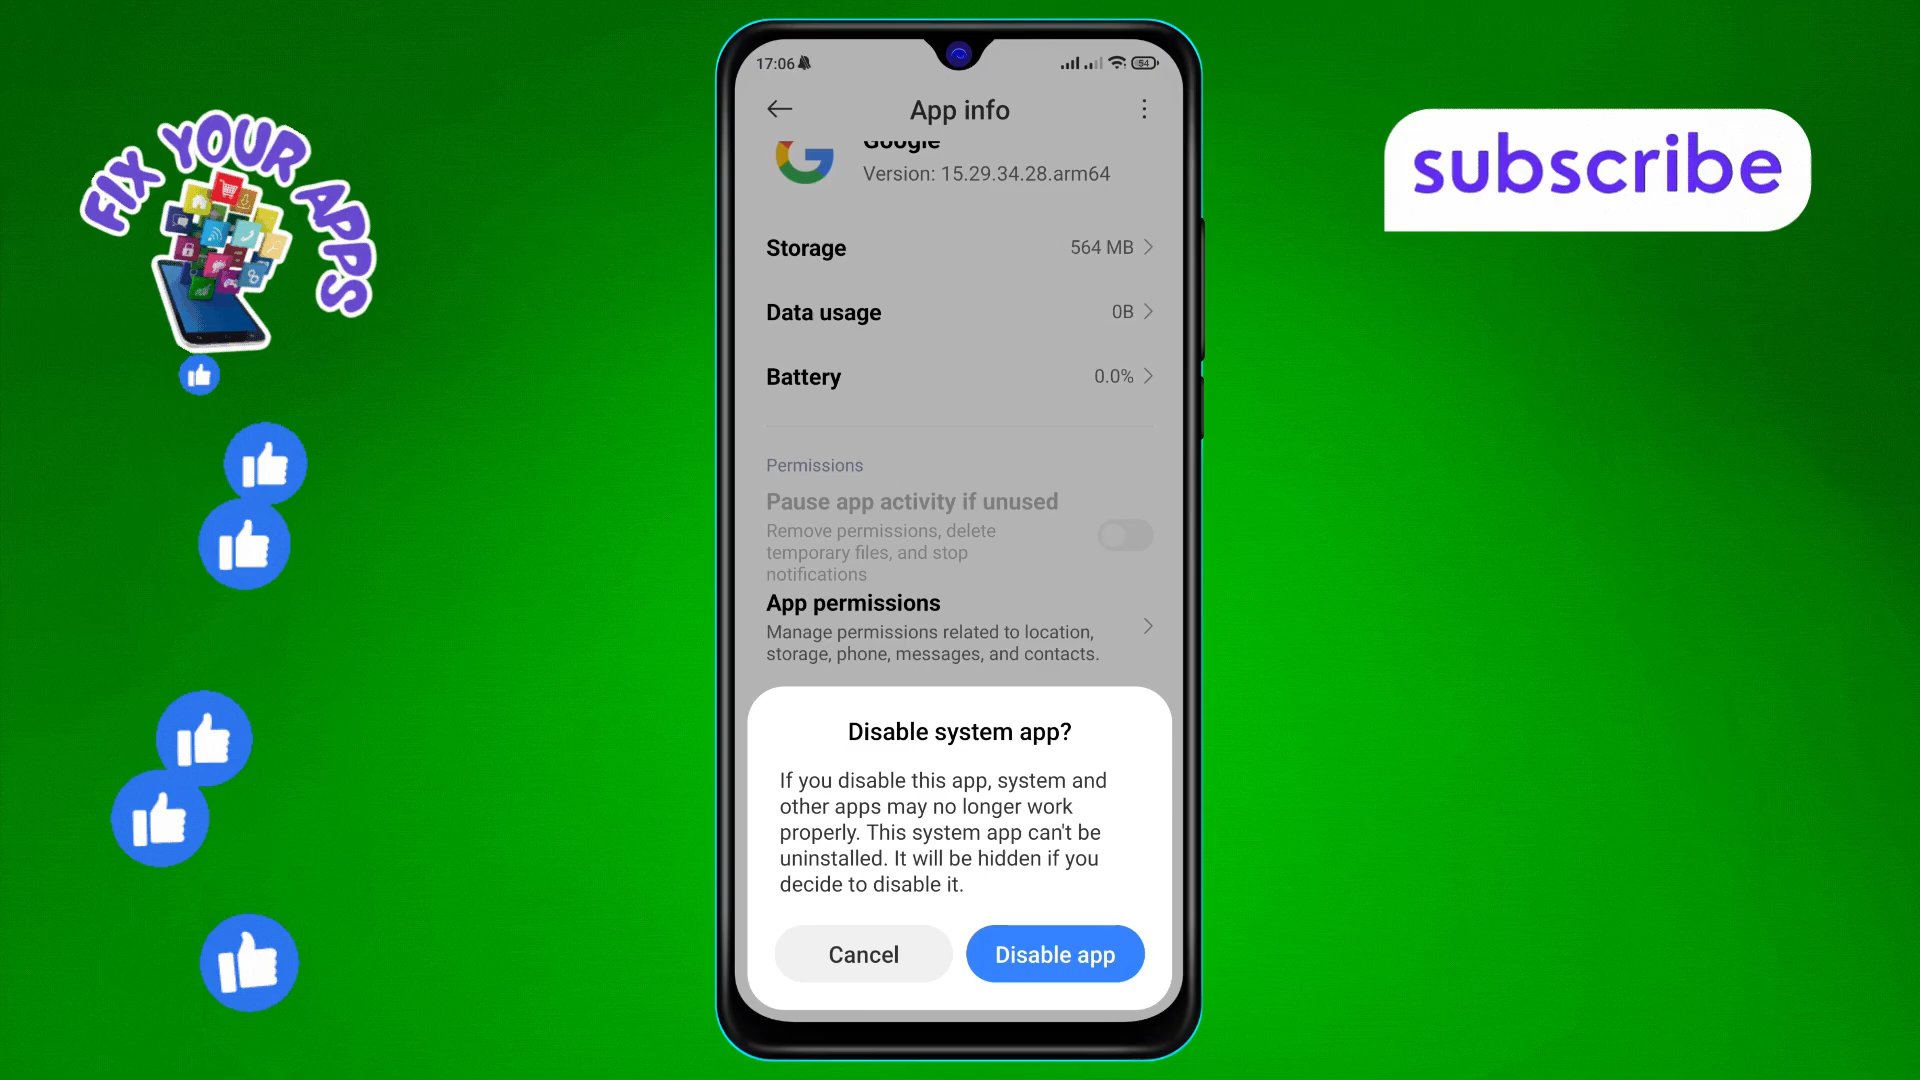 FIX YOUR APPS
subscribe
17:06
54
App info
Google
Version: 15.29.34.28.arm64
Storage
564 MB
Data usage
0B
Battery
0.0%
Permissions
Pause app activity if unused
Remove permissions, delete
temporary files, and stop
notifications
App permissions
Manage permissions related to location,
storage, phone, messages, and contacts.
Disable system app?
If you disable this app, system and
other apps may no longer work
properly. This system app can't be
uninstalled. It will be hidden if you
decide to disable it.
Cancel
Disable app